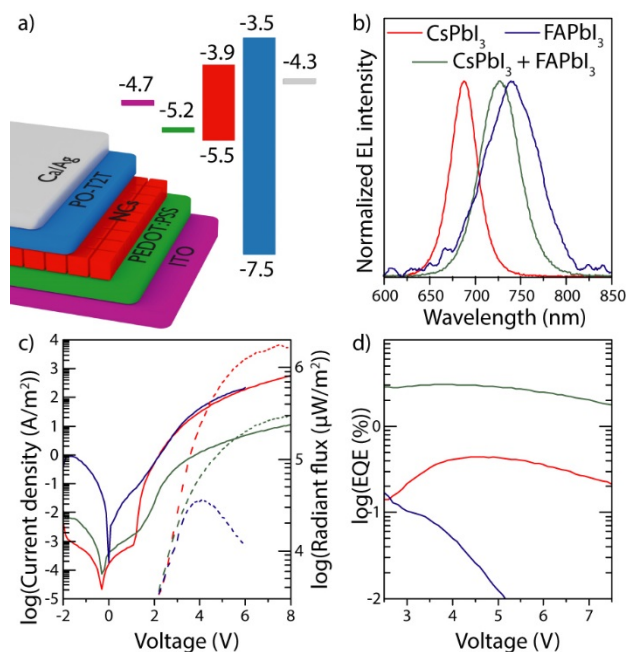 a)
-3.5
-3.9
-4.3
-4.7
-5.2
-5.5
-7.5
Ca/Ag
PO-T2T
NCs
PEDOT:PSS
ITO
b)
CsPbI3
FAPbI3
CsPbI3 + FAPbI3
Normalized EL intensity
600 650 700 750 800 850
Wavelength (nm)
c)
log(Current density (A/m²))
4
3
2
1
0
-1
-2
-3
-4
-5
-2 0 2 4 6 8
Voltage (V)
6
5
4
log(Radiant flux (μW/m²))
d)
log(EQE (%))
0
-1
-2
3 4 5 6 7
Voltage (V)